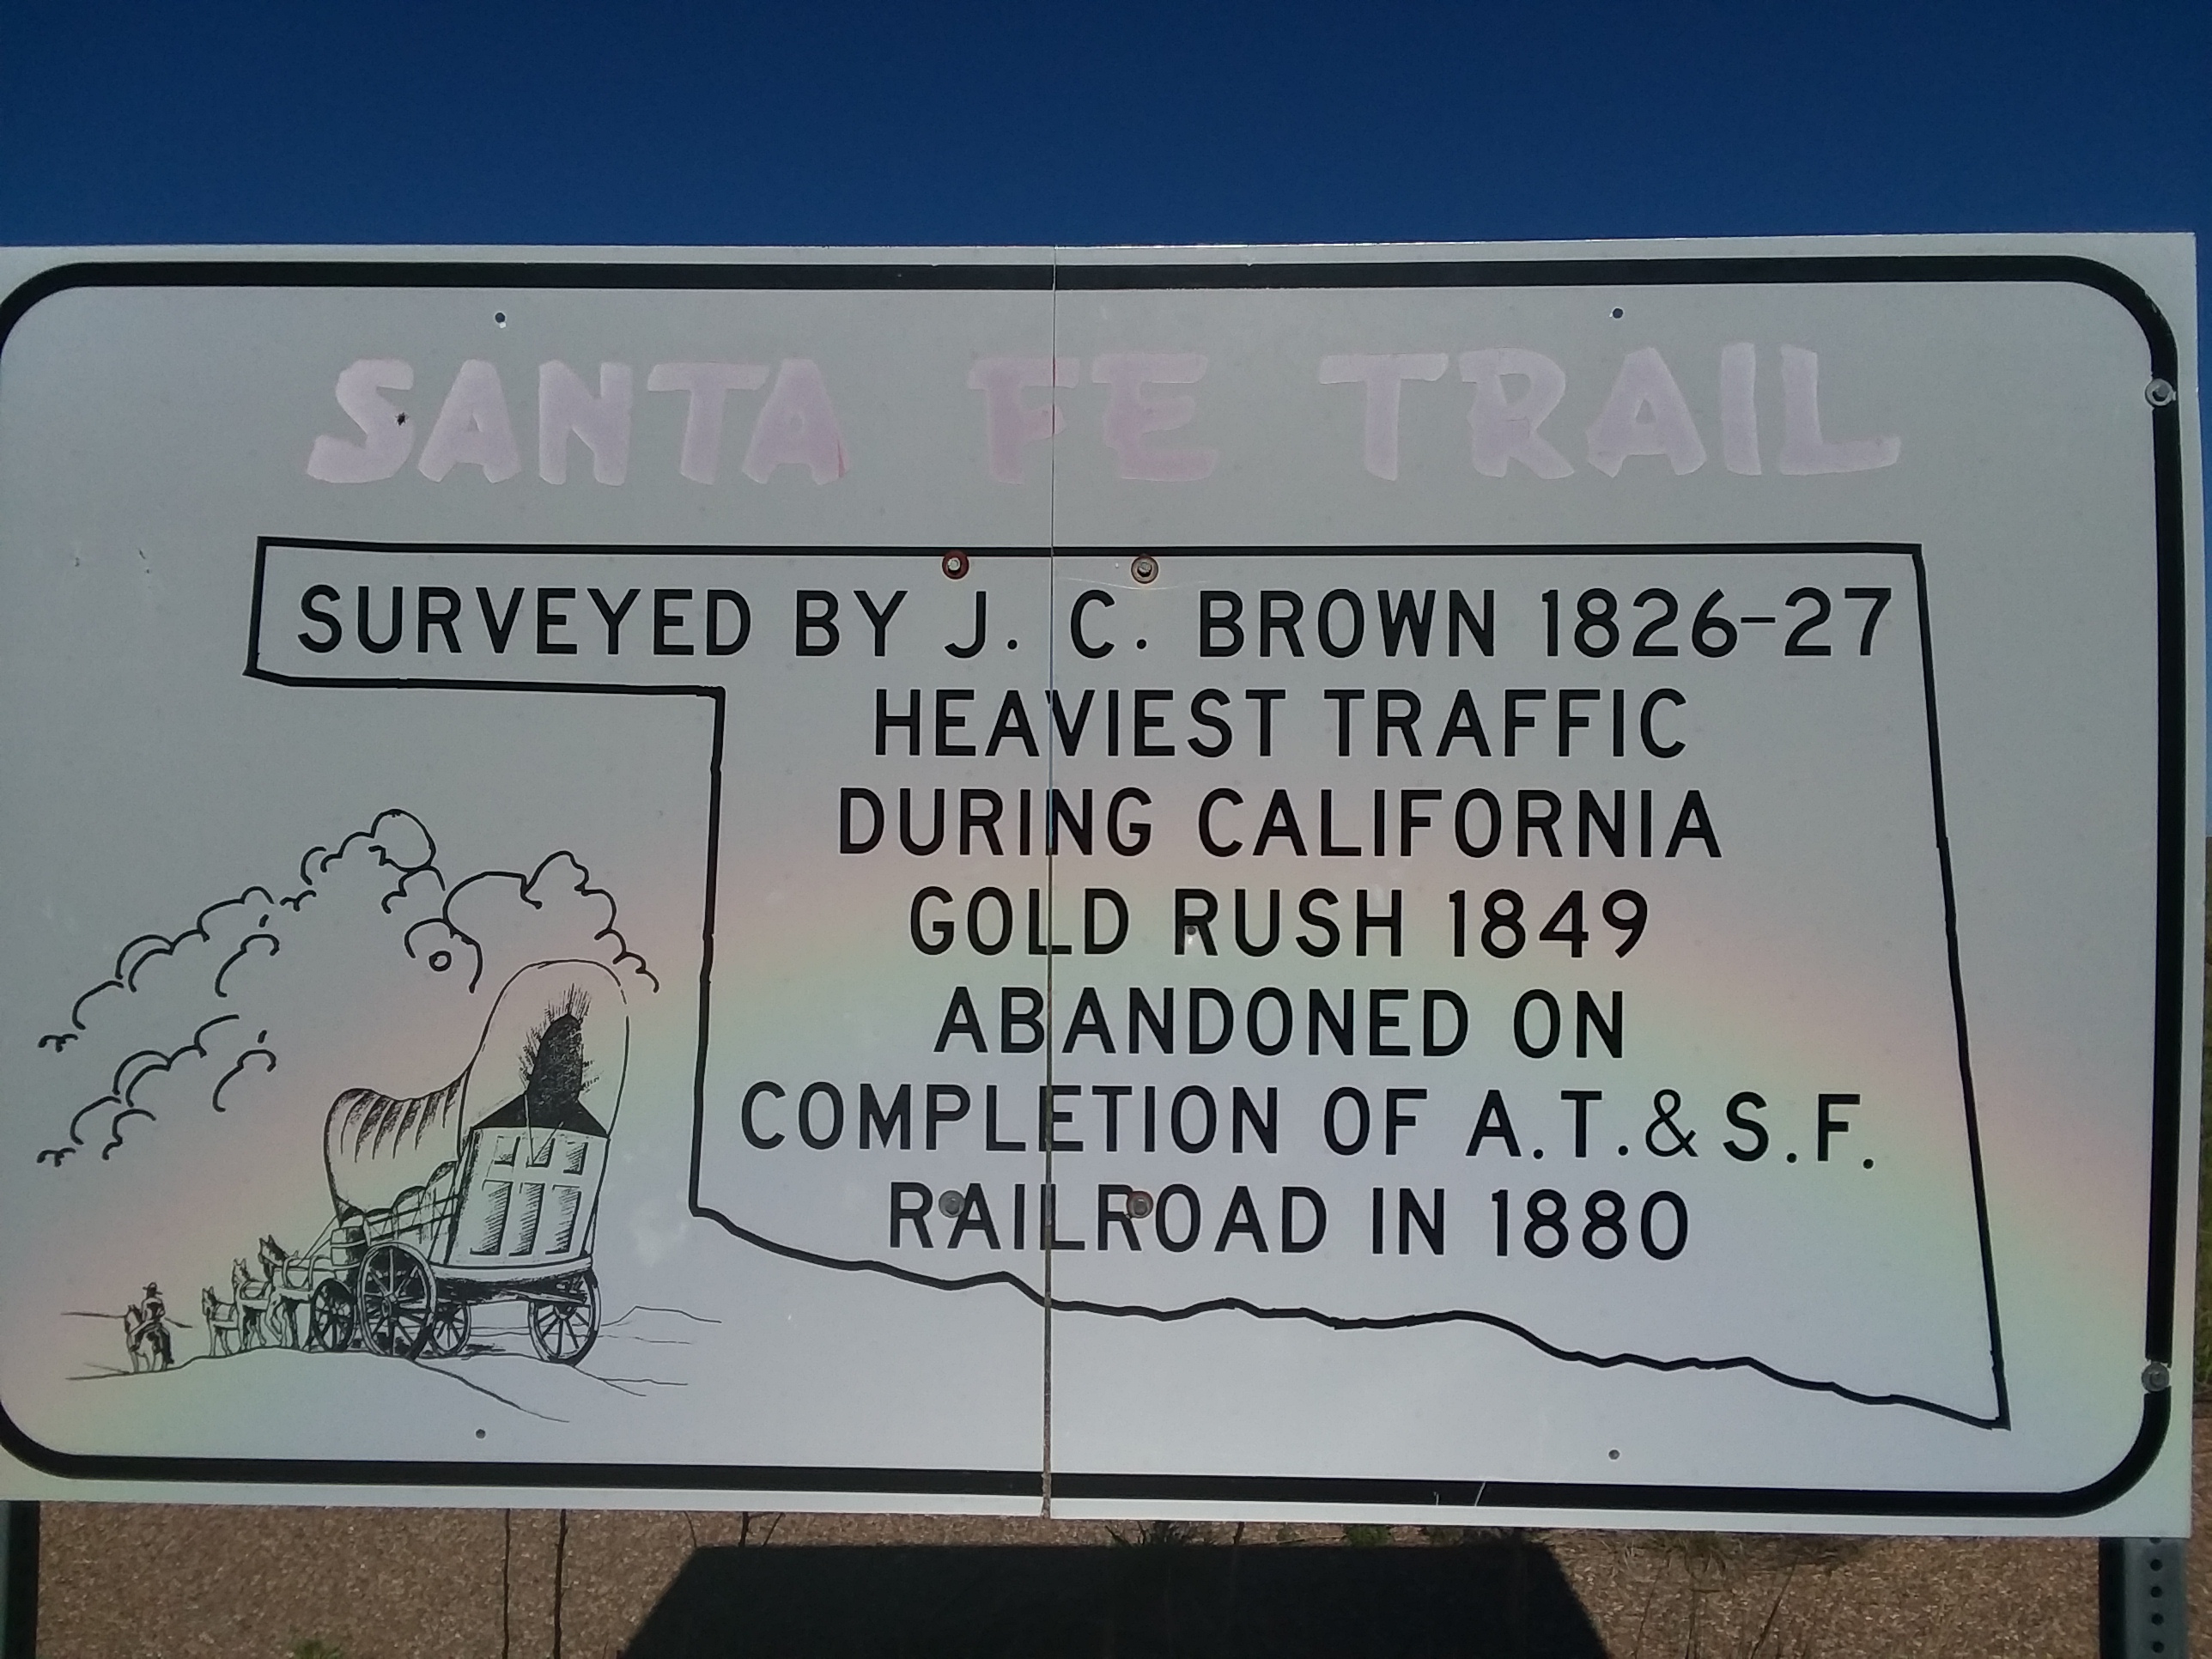 SANTA FE TRAIL
SURVEYED BY J. C. BROWN 1826-27
HEAVIEST TRAFFIC
DURING CALIFORNIA
GOLD RUSH 1849
ABANDONED ON
COMPLETION OF A.T.& S.F.
RAILROAD IN 1880